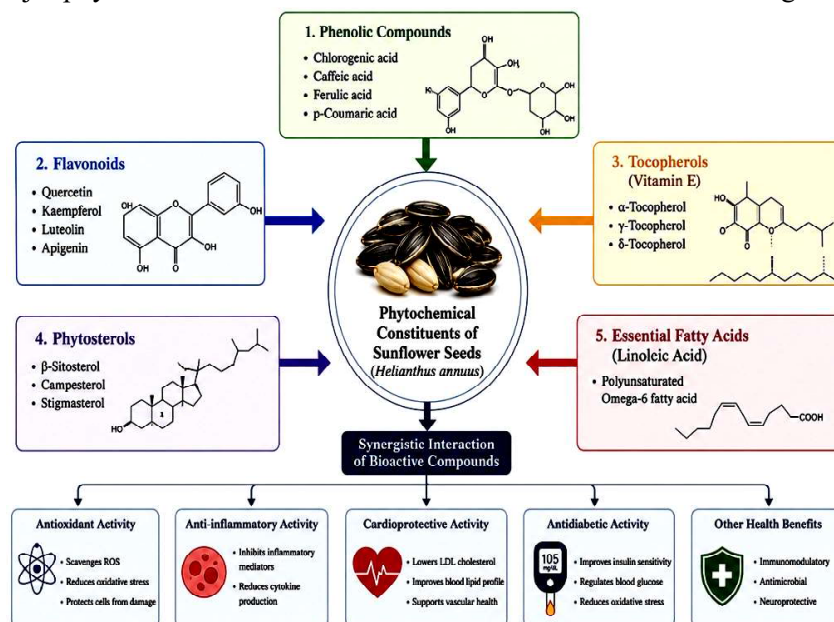 1. Phenolic Compounds
• Chlorogenic acid
• Caffeic acid
• Ferulic acid
• p-Coumaric acid
OH
OH
OH
OH
OH
OH
2. Flavonoids
• Quercetin
• Kaempferol
• Luteolin
• Apigenin
OH
OH
OH
OH
3. Tocopherols
(Vitamin E)
• α-Tocopherol
• γ-Tocopherol
• δ-Tocopherol
HO
Phytochemical
Constituents of
Sunflower Seeds
(Helianthus annuus)
4. Phytosterols
• β-Sitosterol
• Campesterol
• Stigmasterol
HO
1
5. Essential Fatty Acids
(Linoleic Acid)
• Polyunsaturated
Omega-6 fatty acid
COOH
Synergistic Interaction
of Bioactive Compounds
Antioxidant Activity
• Scavenges ROS
• Reduces oxidative stress
• Protects cells from damage
Anti-inflammatory Activity
• Inhibits inflammatory
mediators
• Reduces cytokine
production
Cardioprotective Activity
• Lowers LDL cholesterol
• Improves blood lipid profile
• Supports vascular health
Antidiabetic Activity
105
mg/dL
• Improves insulin sensitivity
• Regulates blood glucose
• Reduces oxidative stress
Other Health Benefits
• Immunomodulatory
• Antimicrobial
• Neuroprotective